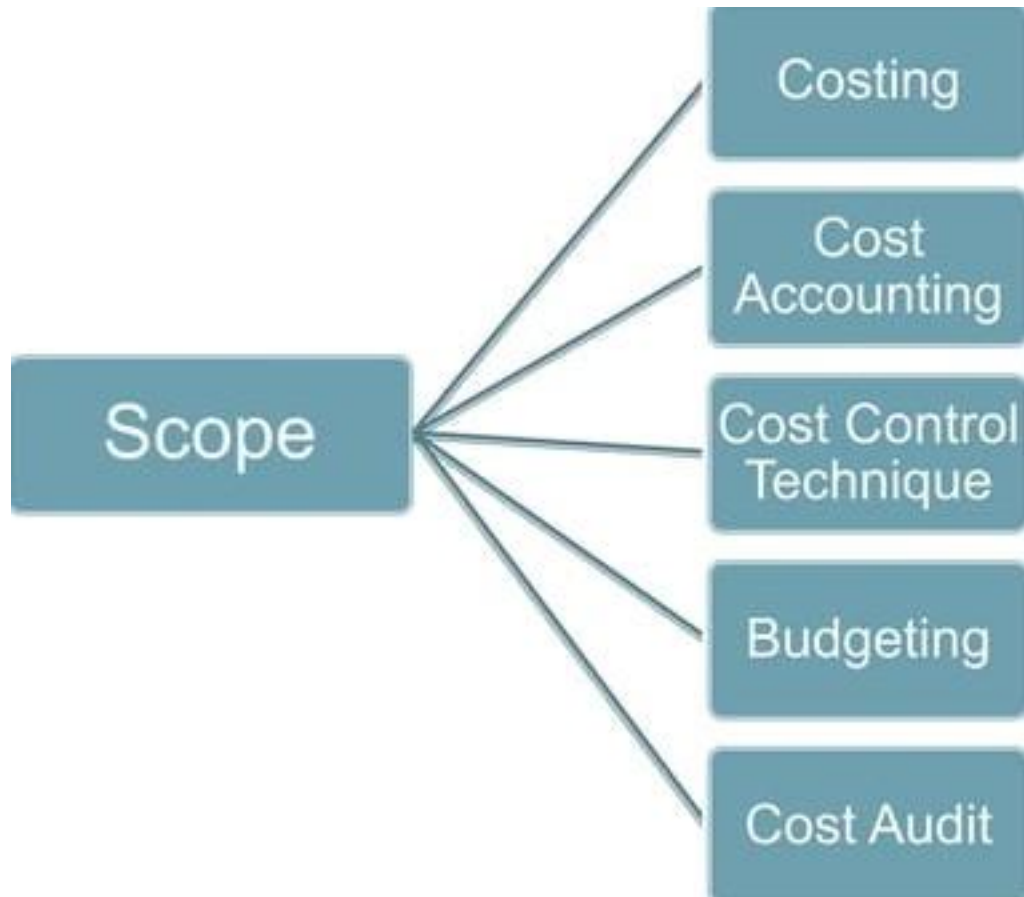 Scope
Costing
Cost
Accounting
Cost Control
Technique
Budgeting
Cost Audit